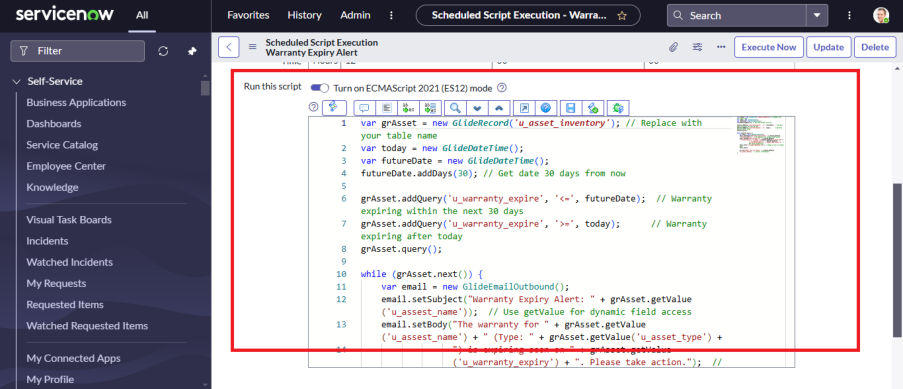 servicenow All Favorites History Admin Scheduled Script Execution - Warra... Search
Filter
Scheduled Script Execution
Warranty Expiry Alert
Execute Now Update Delete
Self-Service
Business Applications
Dashboards
Service Catalog
Employee Center
Knowledge
Visual Task Boards
Incidents
Watched Incidents
My Requests
Requested Items
Watched Requested Items
My Connected Apps
My Profile
Time Hours 12 00 00
Run this script Turn on ECMAScript 2021 (ES12) mode
1 var grAsset = new GlideRecord('u_asset_inventory'); // Replace with
your table name
2 var today = new GlideDateTime();
3 var futureDate = new GlideDateTime();
4 futureDate.addDays(30); // Get date 30 days from now
5
6 grAsset.addQuery('u_warranty_expire', '<=', futureDate); // Warranty
expiring within the next 30 days
7 grAsset.addQuery('u_warranty_expire', '>=', today); // Warranty
expiring after today
8 grAsset.query();
9
10 while (grAsset.next()) {
11 var email = new GlideEmailOutbound();
12 email.setSubject("Warranty Expiry Alert: " + grAsset.getValue
('u_assest_name')); // Use getValue for dynamic field access
13 email.setBody("The warranty for " + grAsset.getValue
('u_assest_name') + " (Type: " + grAsset.getValue('u_asset_type') +
14 ") is expiring soon on " + grAsset.getValue
('u_warranty_expire') + ". Please take action."); //